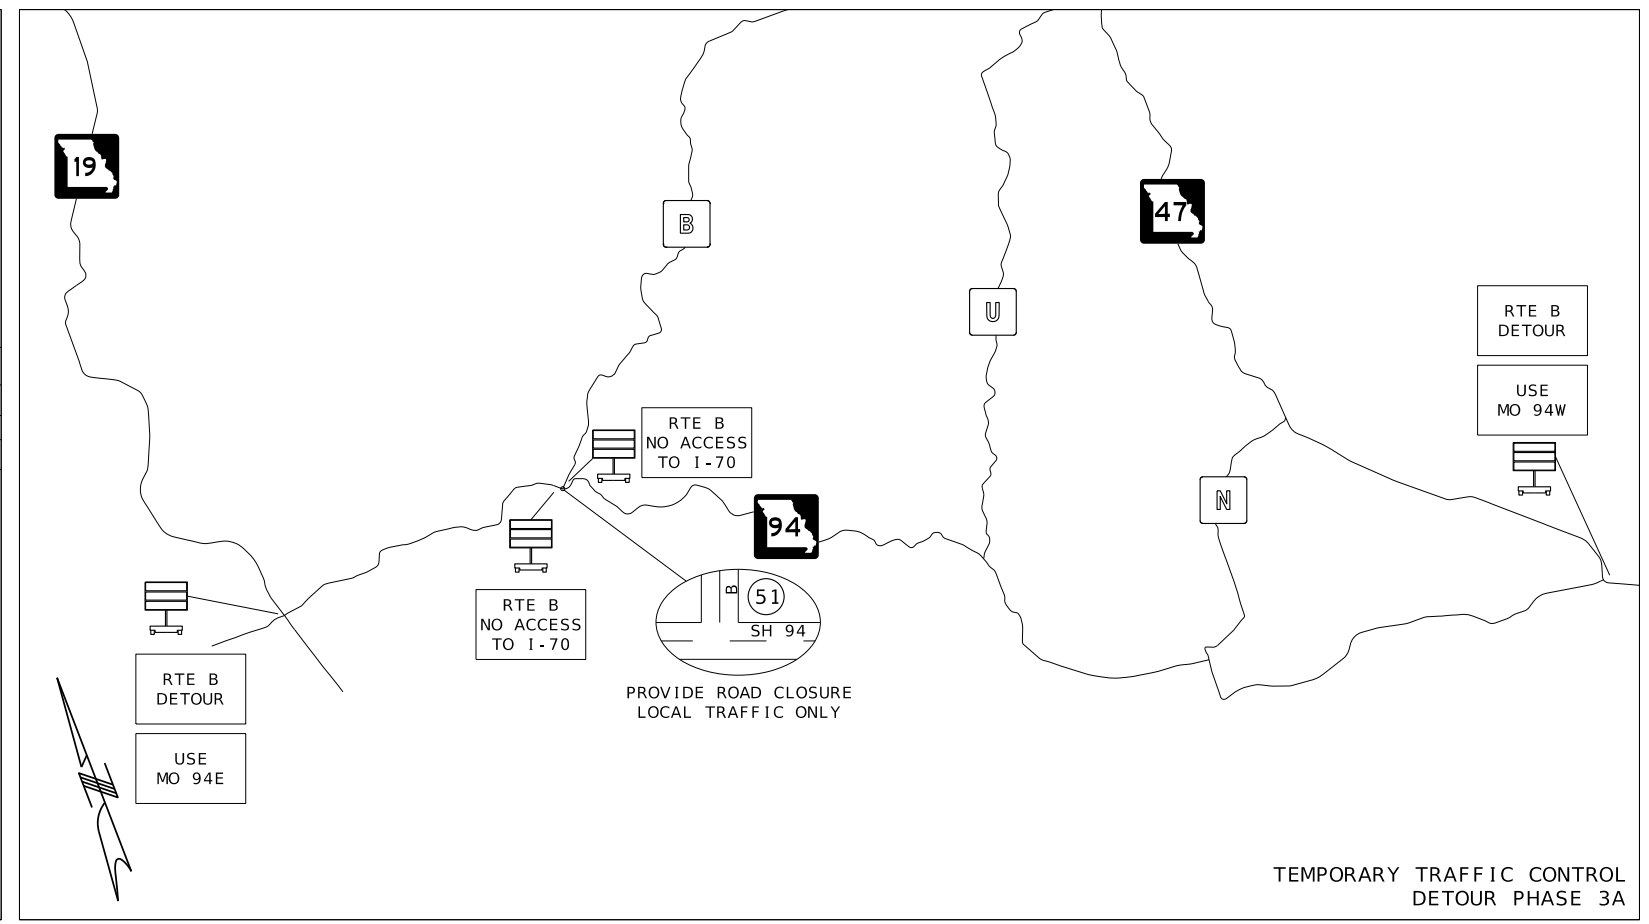 19
B
47
U
RTE B
DETOUR
USE
MO 94W
RTE B
NO ACCESS
TO I-70
N
94
RTE B
NO ACCESS
TO I-70
B
51
SH 94
PROVIDE ROAD CLOSURE
LOCAL TRAFFIC ONLY
RTE B
DETOUR
USE
MO 94E
N
TEMPORARY TRAFFIC CONTROL
DETOUR PHASE 3A